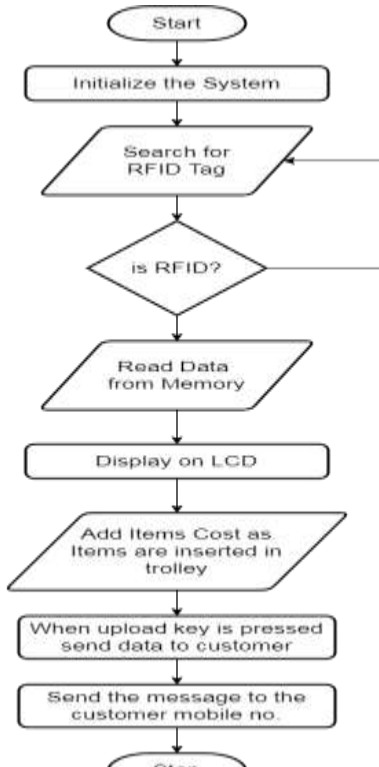 Start
Initialize the System
Search for
RFID Tag
is RFID?
Read Data
from Memory
Display on LCD
Add Items Cost as
Items are inserted in
trolley
When upload key is pressed
send data to customer
Send the message to the
customer mobile no.